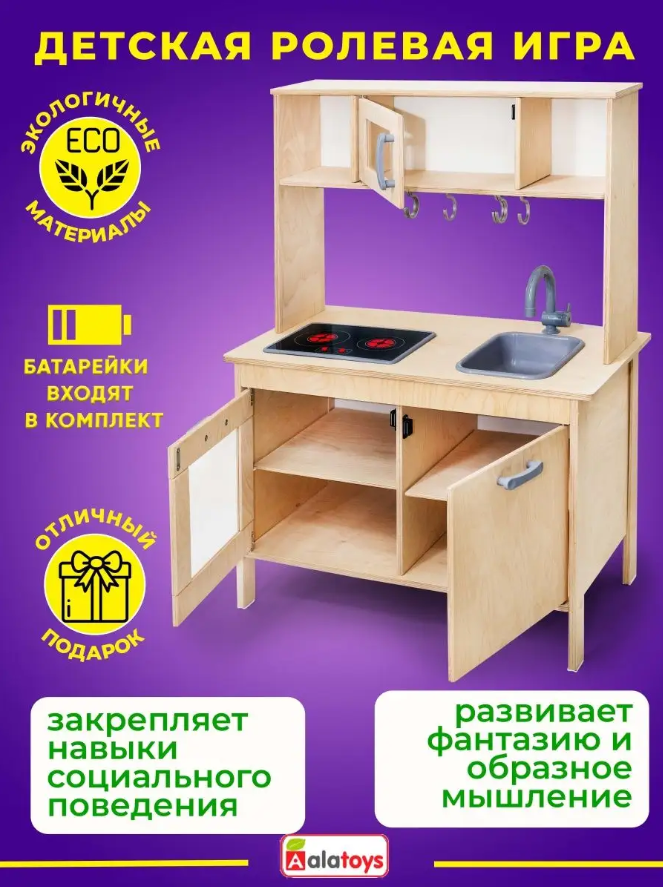 ДЕТСКАЯ РОЛЕВАЯ ИГРА
ЭКОЛОГИЧНЫЕ
ECO
МАТЕРИАЛЫ
БАТАРЕЙКИ
ВХОДЯТ
В КОМПЛЕКТ
ОТЛИЧНЫЙ
ПОДАРОК
закрепляет
навыки
социального
поведения
развивает
фантазию и
образное
мышление
Aalatoys